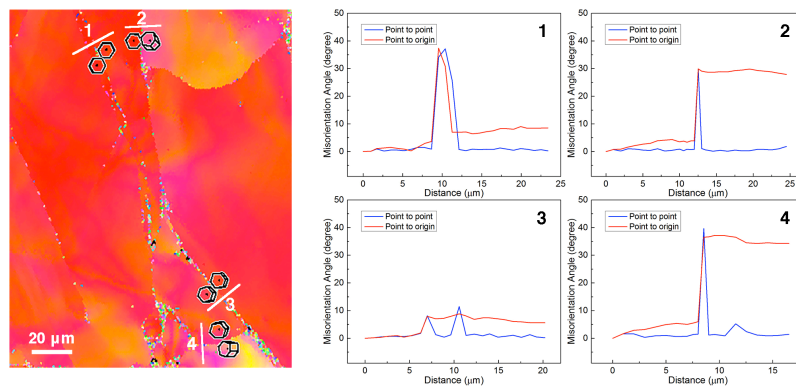 1
2
3
4
20 µm
1
Point to point
Point to origin
Misorientation Angle (degree)
50
40
30
20
10
0
0 5 10 15 20 25
Distance (µm)
2
Point to point
Point to origin
Misorientation Angle (degree)
50
40
30
20
10
0
0 5 10 15 20 25
Distance (µm)
3
Point to point
Point to origin
Misorientation Angle (degree)
50
40
30
20
10
0
0 5 10 15 20
Distance (µm)
4
Point to point
Point to origin
Misorientation Angle (degree)
50
40
30
20
10
0
0 5 10 15
Distance (µm)